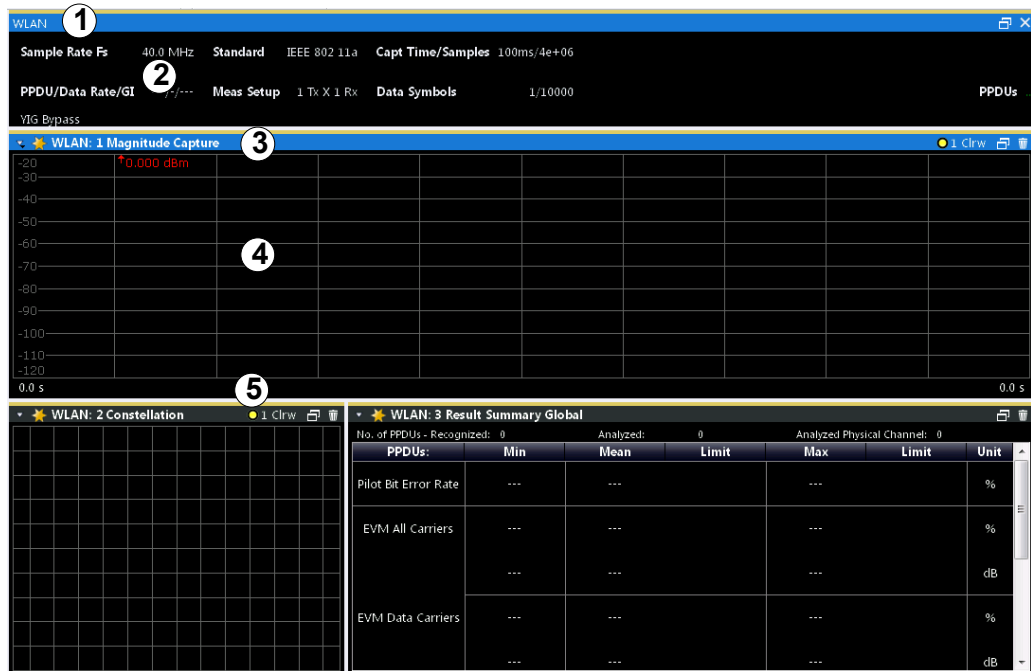 WLAN 1
Sample Rate Fs 40.0 MHz Standard IEEE 802 11a Capt Time/Samples 100ms/4e+06
2
PPDU/Data Rate/GI /-/--- Meas Setup 1 Tx X 1 Rx Data Symbols 1/10000 PPDUs ..
YIG Bypass
WLAN: 1 Magnitude Capture 3 1 Clrw
-20 0.000 dBm
-30
-40
-50
-60
4
-70
-80
-90
-100
-110
-120
0.0 s 0.0 s
5
WLAN: 2 Constellation 1 Clrw WLAN: 3 Result Summary Global
No. of PPDUs - Recognized: 0 Analyzed: 0 Analyzed Physical Channel: 0
PPDUs: Min Mean Limit Max Limit Unit
Pilot Bit Error Rate --- --- --- %
EVM All Carriers --- --- --- %
--- --- --- dB
EVM Data Carriers --- --- --- %
--- --- --- dB